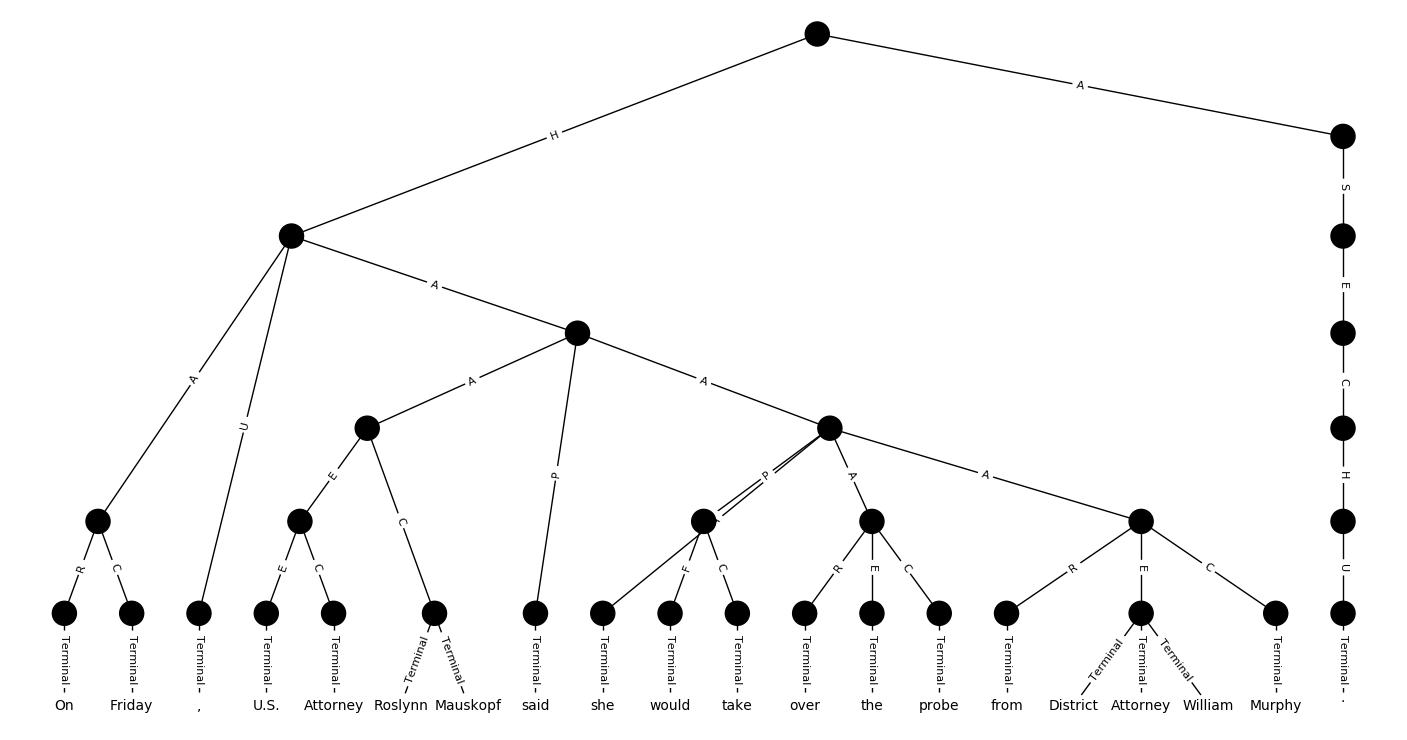 A
H
S
A
E
A
U
A
A
C
E
P
P
A
A
H
C
R
C
E
C
F
C
R
E
C
R
E
C
U
Terminal Terminal Terminal Terminal Terminal Terminal Terminal Terminal Terminal Terminal Terminal Terminal Terminal Terminal Terminal Terminal Terminal Terminal Terminal Terminal
On Friday , U.S. Attorney Roslynn Mauskopf said she would take over the probe from District Attorney William Murphy .